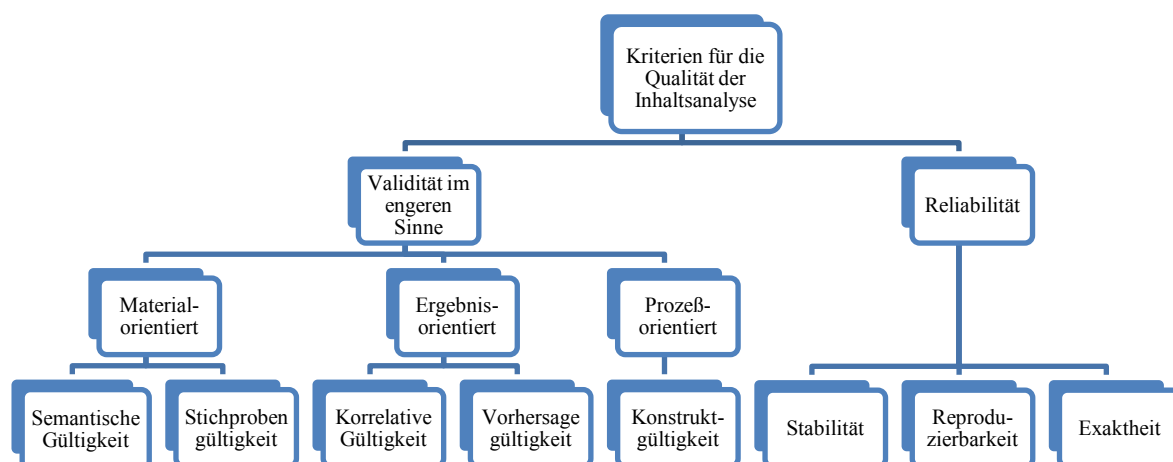 Kriterien für die
Qualität der
Inhaltsanalyse
Validität im
engeren
Sinne
Reliabilität
Material-
orientiert
Ergebnis-
orientiert
Prozeß-
orientiert
Semantische
Gültigkeit
Stichproben
gültigkeit
Korrelative
Gültigkeit
Vorhersage
gültigkeit
Konstrukt-
gültigkeit
Stabilität
Reprodu-
zierbarkeit
Exaktheit